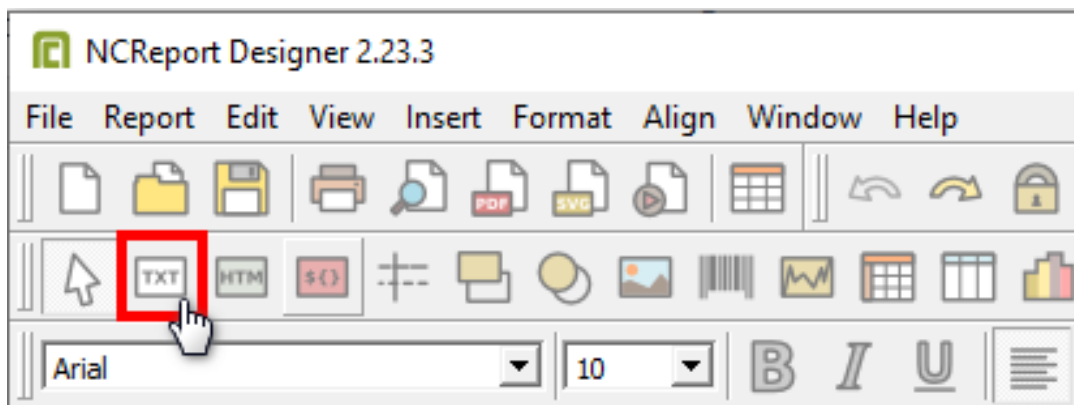 NCReport Designer 2.23.3
File Report Edit View Insert Format Align Window Help
PDF SVG
TXT HTM ${}
Arial 10 B I U